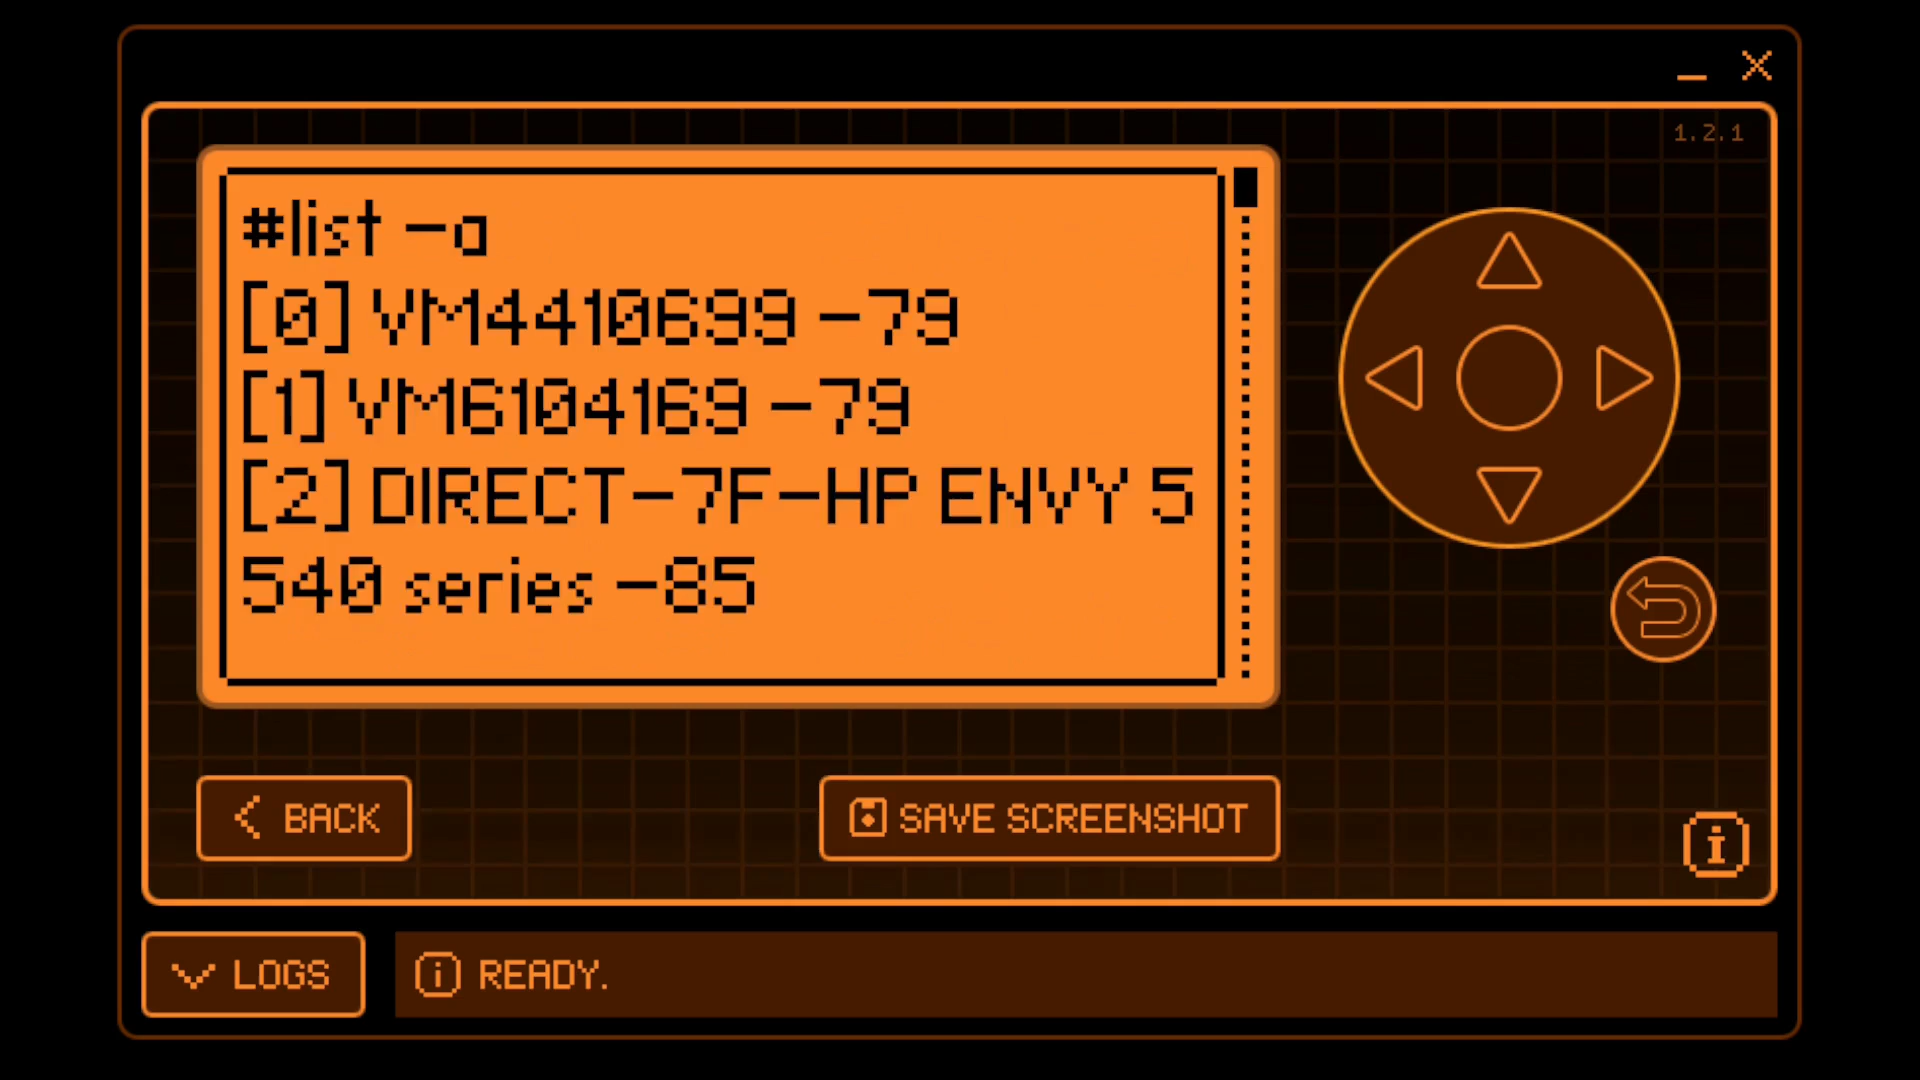 1.2.1
#list -a
[0] VM4410699 -79
[1] VM6104169 -79
[2] DIRECT-7F-HP ENVY 5
540 series -85
BACK
SAVE SCREENSHOT
LOGS
READY.